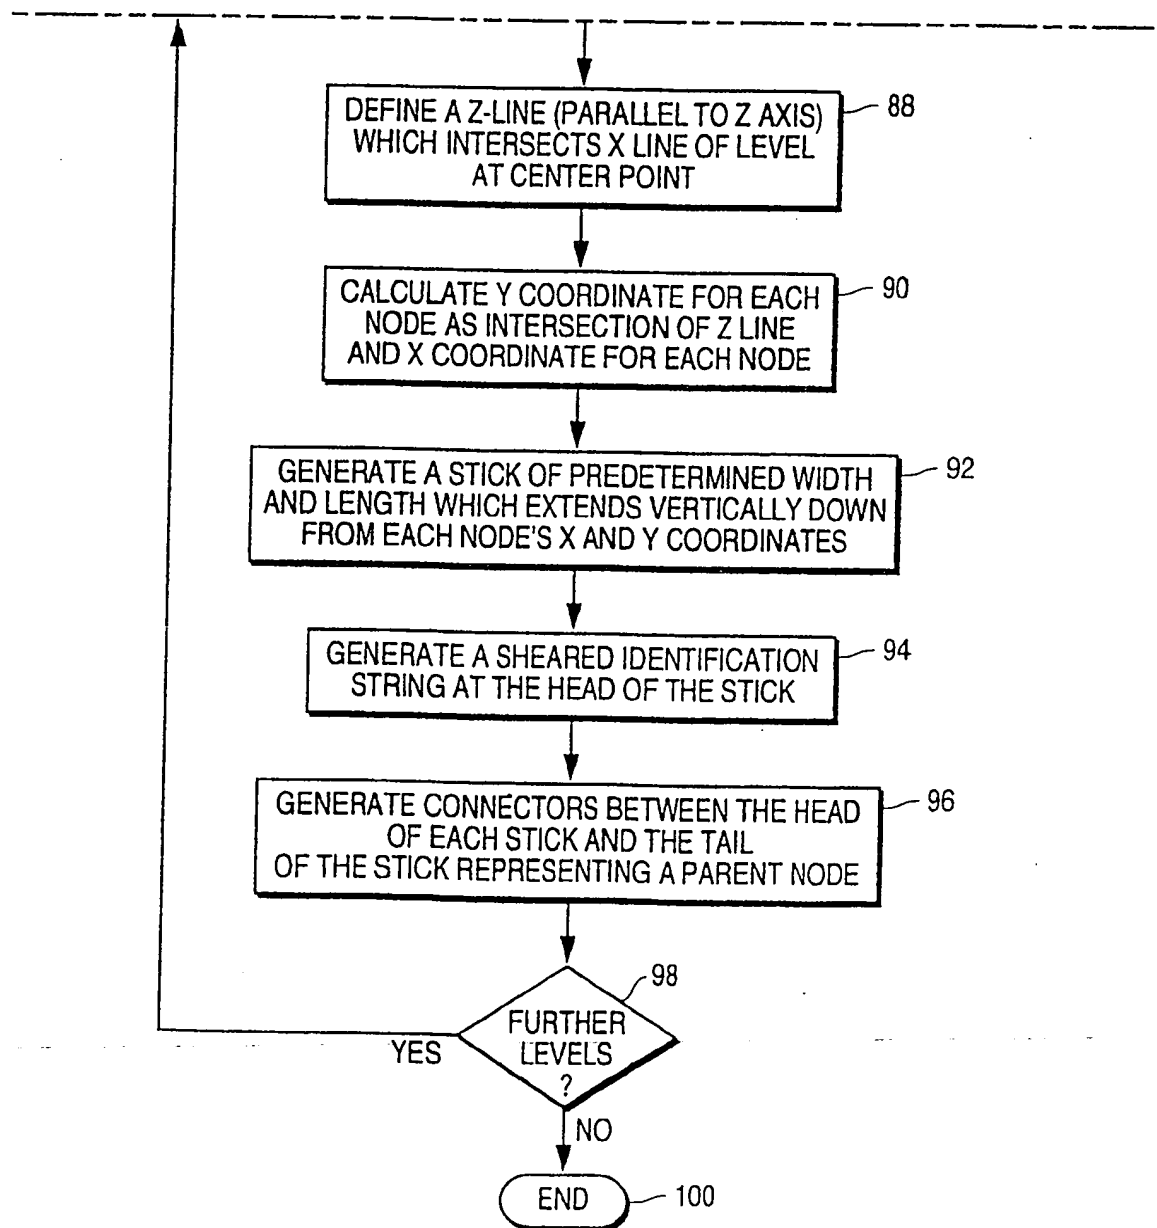 DEFINE A Z-LINE (PARALLEL TO Z AXIS)
WHICH INTERSECTS X LINE OF LEVEL
AT CENTER POINT
88
CALCULATE Y COORDINATE FOR EACH
NODE AS INTERSECTION OF Z LINE
AND X COORDINATE FOR EACH NODE
90
GENERATE A STICK OF PREDETERMINED WIDTH
AND LENGTH WHICH EXTENDS VERTICALLY DOWN
FROM EACH NODE'S X AND Y COORDINATES
92
GENERATE A SHEARED IDENTIFICATION
STRING AT THE HEAD OF THE STICK
94
GENERATE CONNECTORS BETWEEN THE HEAD
OF EACH STICK AND THE TAIL
OF THE STICK REPRESENTING A PARENT NODE
96
98
FURTHER
LEVELS
?
YES
NO
END
100